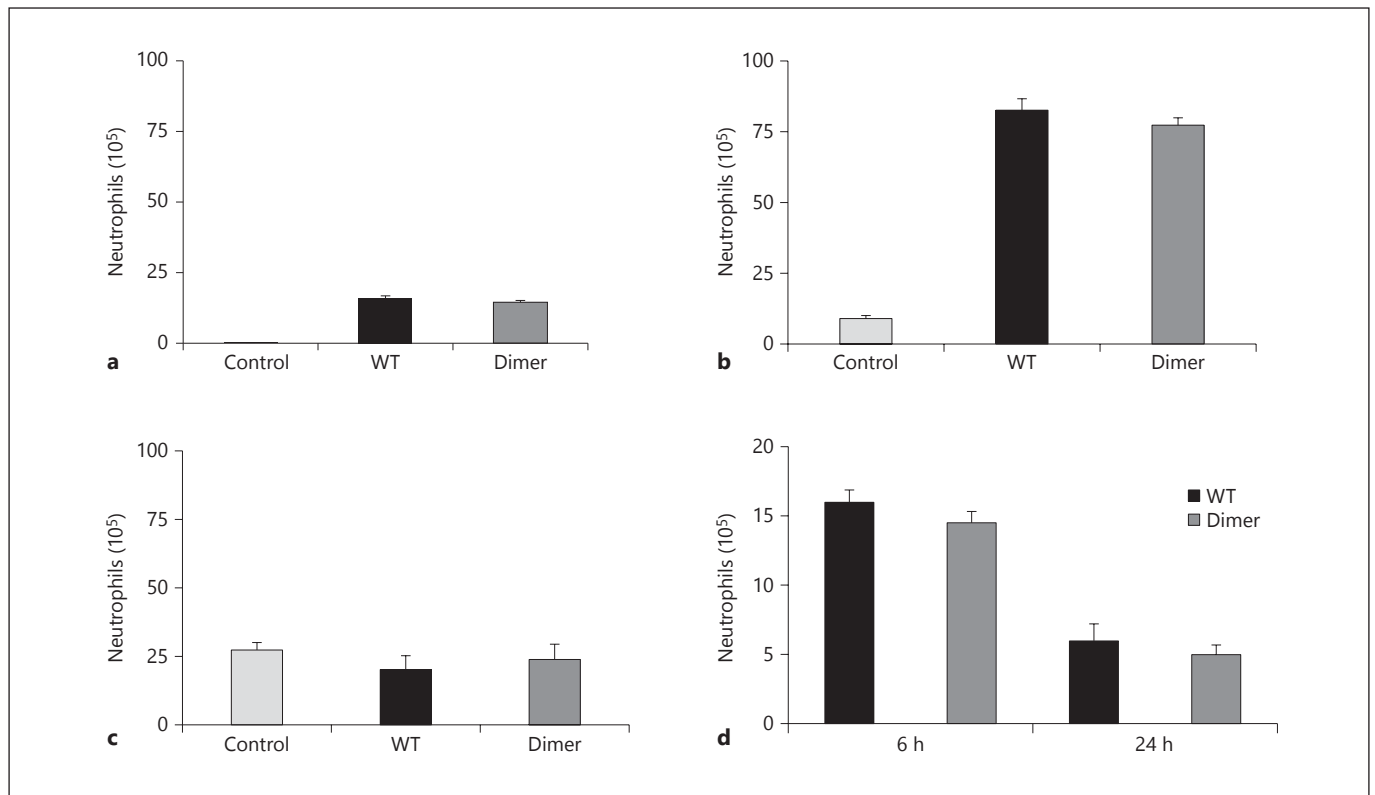 100
75
50
25
0
Neutrophils (10⁵)
Control WT Dimer
a
100
75
50
25
0
Neutrophils (10⁵)
Control WT Dimer
b
100
75
50
25
0
Neutrophils (10⁵)
Control WT Dimer
c
20
15
10
5
0
Neutrophils (10⁵)
WT
Dimer
6 h 24 h
d